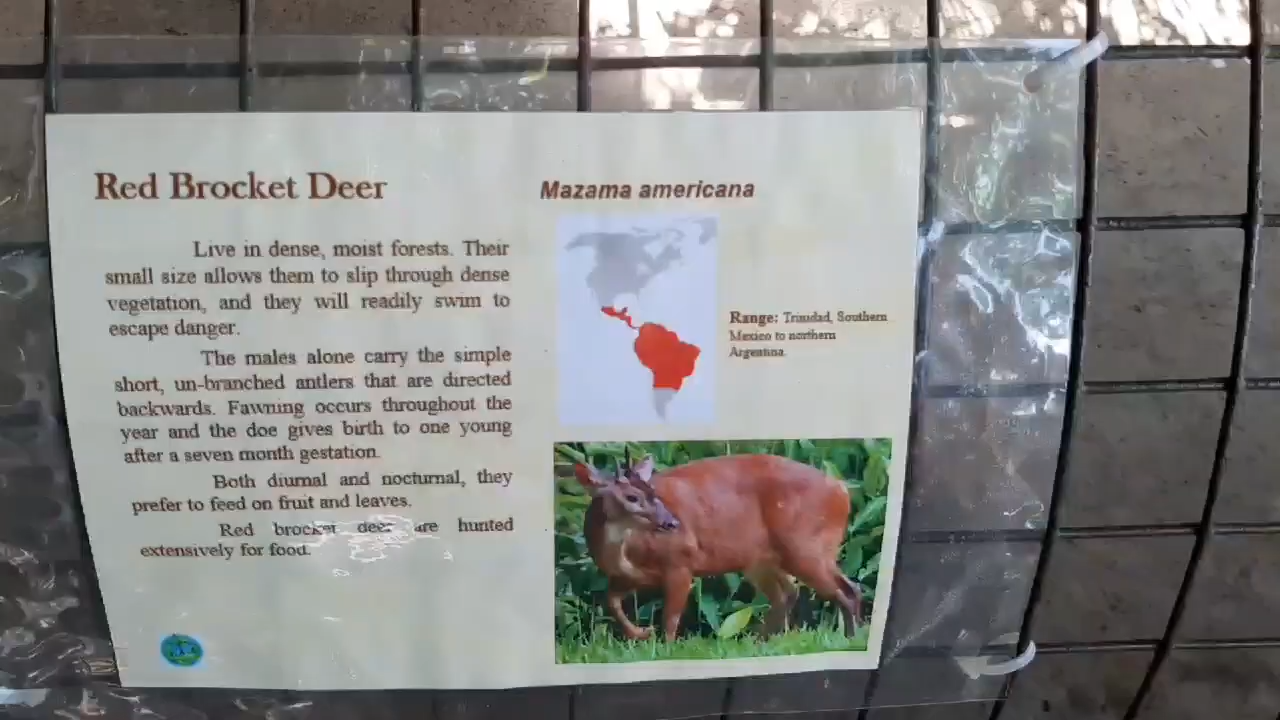 Red Brocket Deer
Live in dense, moist forests. Their
small size allows them to slip through dense
vegetation, and they will readily swim to
escape danger.
The males alone carry the simple
short, un-branched antlers that are directed
backwards. Fawning occurs throughout the
year and the doe gives birth to one young
after a seven month gestation.
Both diurnal and nocturnal, they
prefer to feed on fruit and leaves.
Red brocket deer are hunted
extensively for food.
Mazama americana
Range: Trinidad, Southern
Mexico to northern
Argentina.